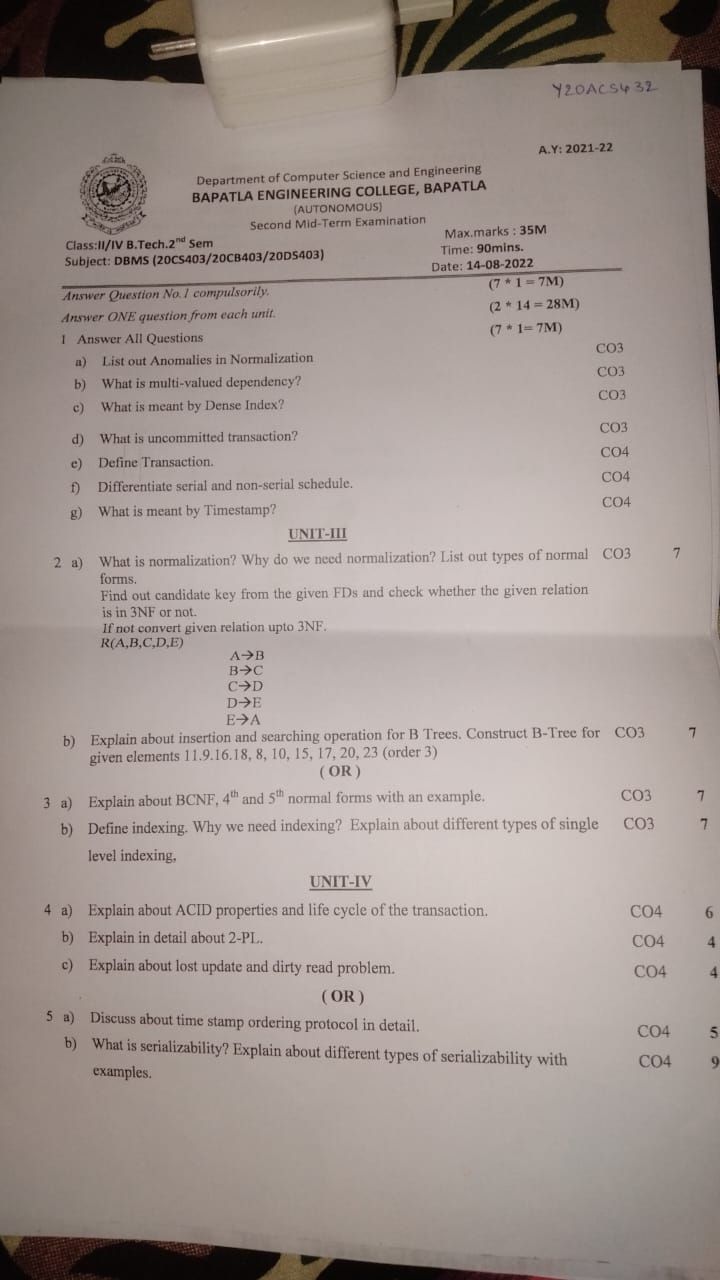 Y20ACS432
A.Y: 2021-22
Department of Computer Science and Engineering
BAPATLA ENGINEERING COLLEGE, BAPATLA
(AUTONOMOUS)
Second Mid-Term Examination
Class:II/IV B.Tech.2nd Sem
Max.marks : 35M
Subject: DBMS (20CS403/20CB403/20DS403)
Time: 90mins.
Date: 14-08-2022
Answer Question No.1 compulsorily. (7 * 1 = 7M)
Answer ONE question from each unit. (2 * 14 = 28M)
1 Answer All Questions (7 * 1= 7M)
a) List out Anomalies in Normalization CO3
b) What is multi-valued dependency? CO3
c) What is meant by Dense Index? CO3
d) What is uncommitted transaction? CO3
e) Define Transaction. CO4
f) Differentiate serial and non-serial schedule. CO4
g) What is meant by Timestamp? CO4
UNIT-III
2 a) What is normalization? Why do we need normalization? List out types of normal CO3 7
forms.
Find out candidate key from the given FDs and check whether the given relation
is in 3NF or not.
If not convert given relation upto 3NF.
R(A,B,C,D,E)
A→B
B→C
C→D
D→E
E→A
b) Explain about insertion and searching operation for B Trees. Construct B-Tree for CO3 7
given elements 11.9.16.18, 8, 10, 15, 17, 20, 23 (order 3)
( OR )
3 a) Explain about BCNF, 4th and 5th normal forms with an example. CO3 7
b) Define indexing. Why we need indexing? Explain about different types of single CO3 7
level indexing,
UNIT-IV
4 a) Explain about ACID properties and life cycle of the transaction. CO4 6
b) Explain in detail about 2-PL. CO4 4
c) Explain about lost update and dirty read problem. CO4 4
( OR )
5 a) Discuss about time stamp ordering protocol in detail. CO4 5
b) What is serializability? Explain about different types of serializability with CO4 9
examples.